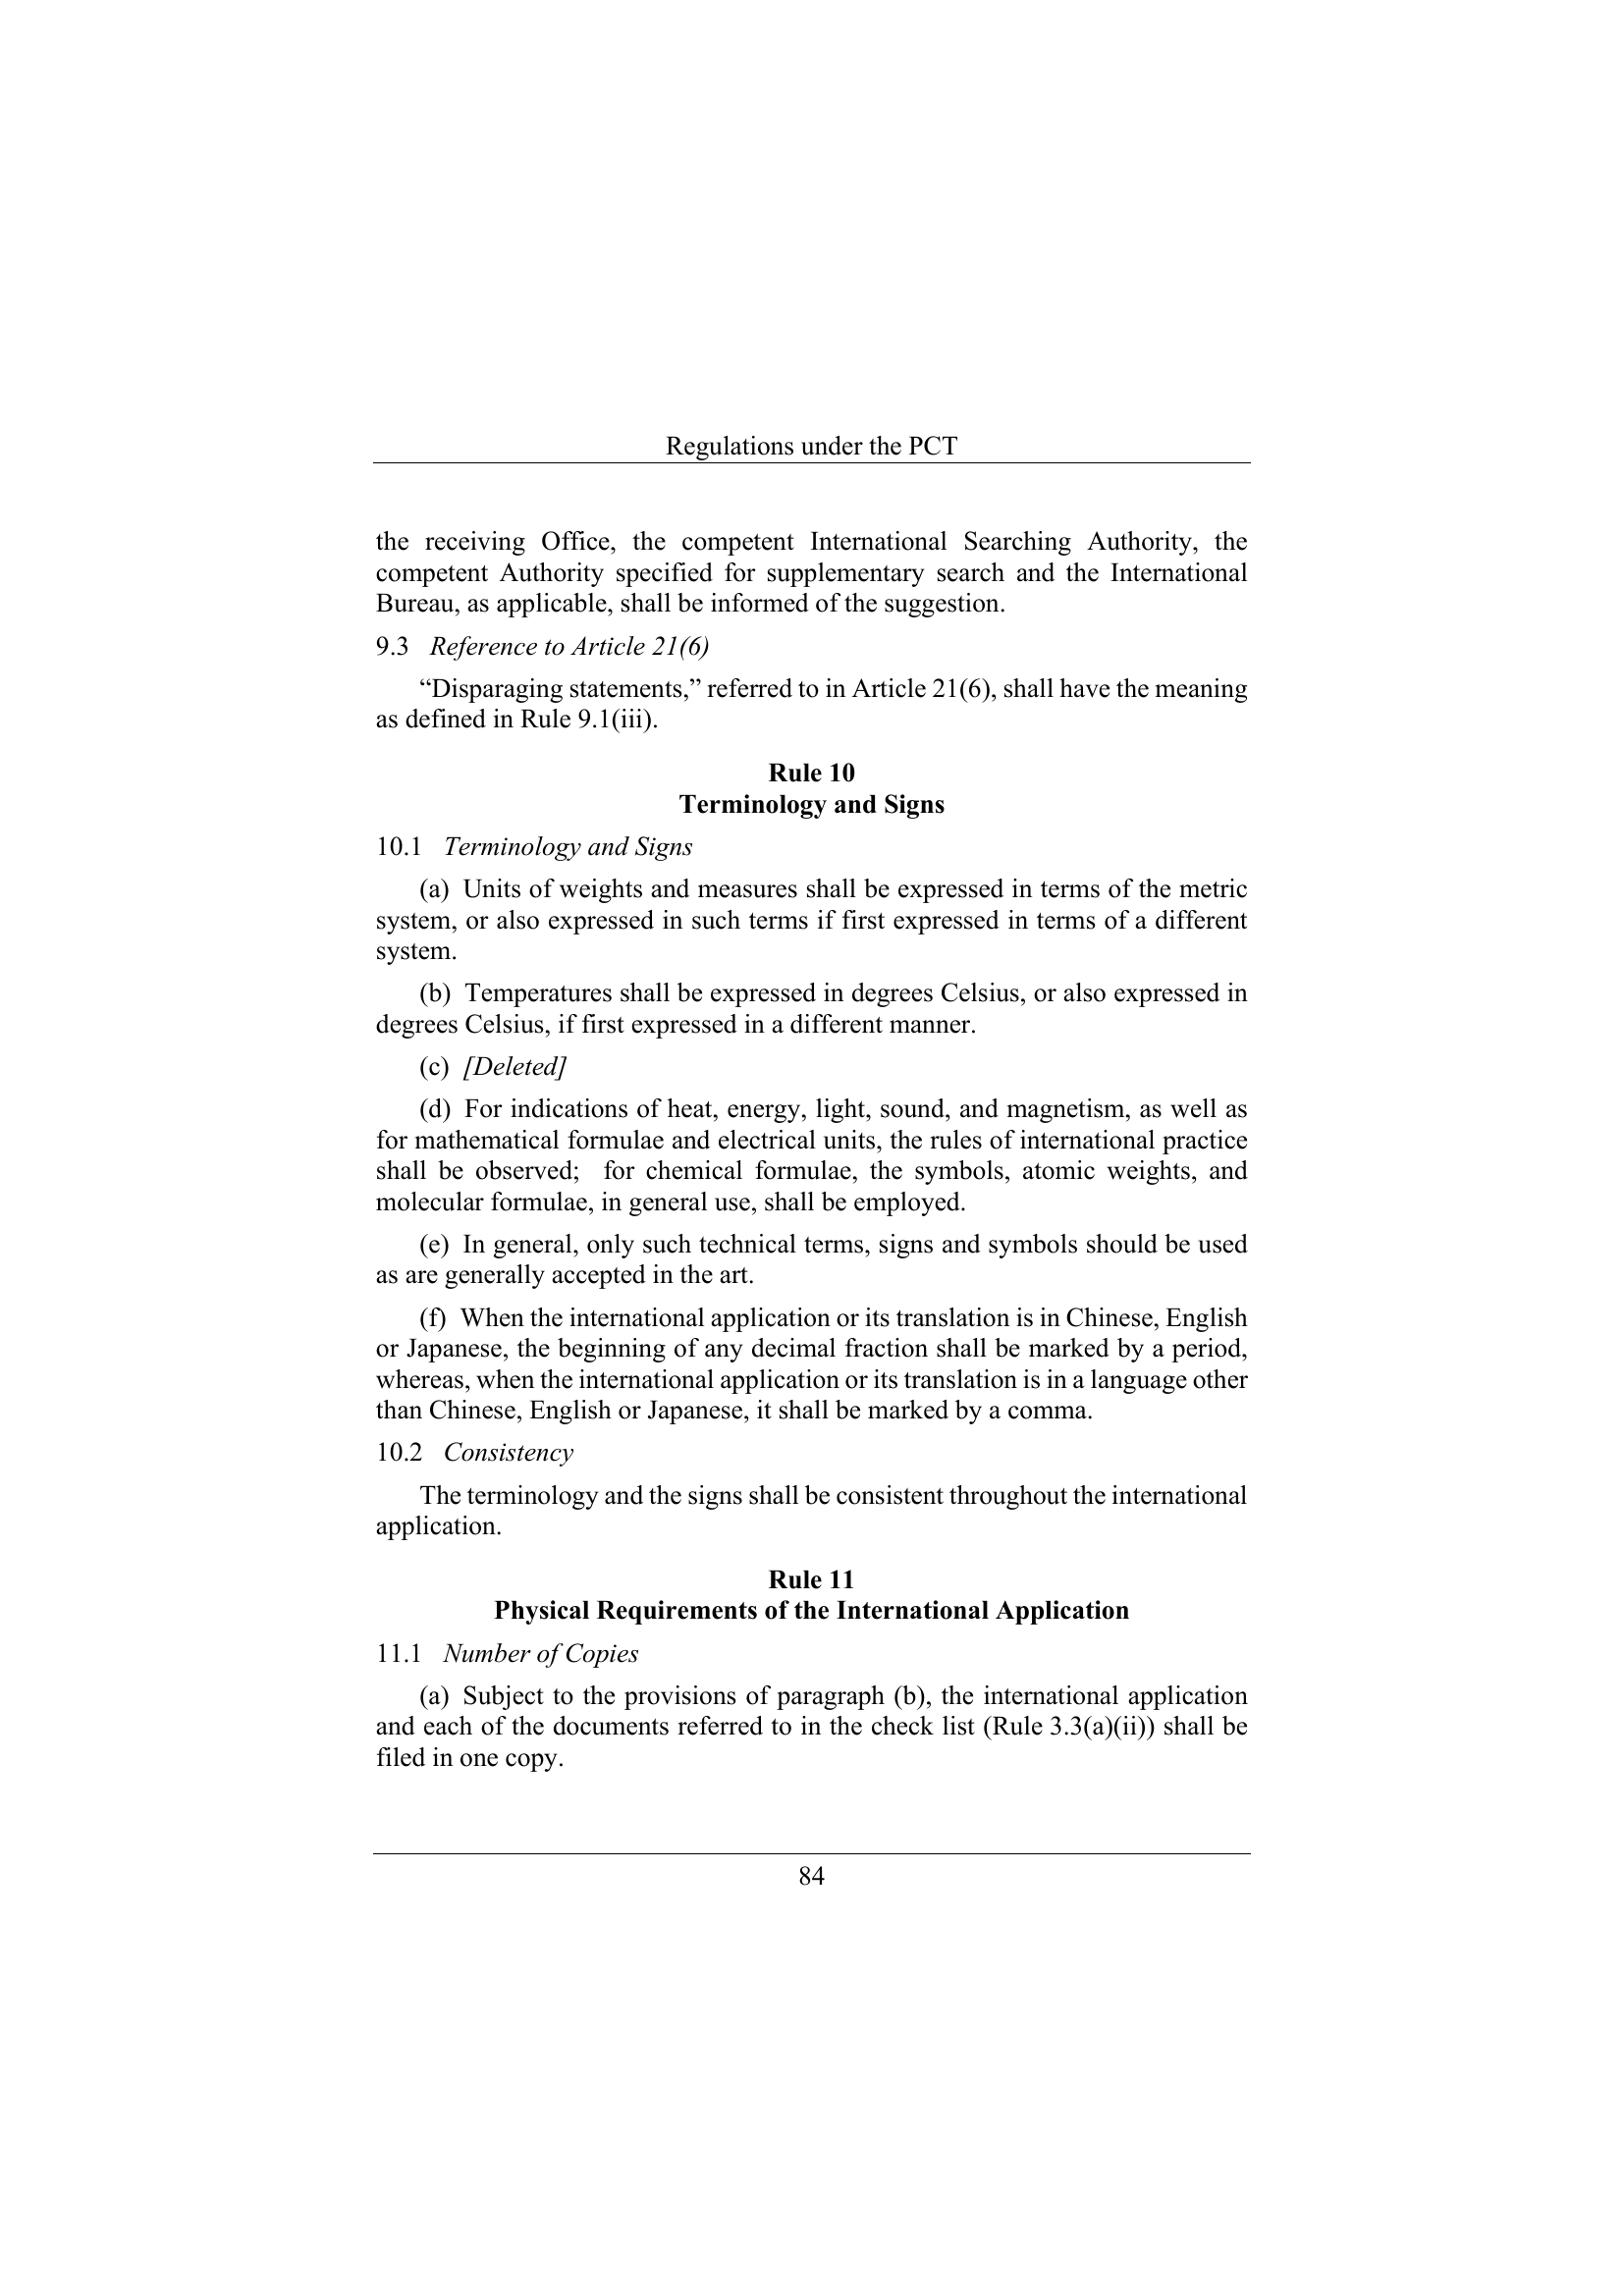 Regulations under the PCT
the receiving Office, the competent International Searching Authority, the
competent Authority specified for supplementary search and the International
Bureau, as applicable, shall be informed of the suggestion.
9.3 Reference to Article 21(6)
“Disparaging statements,” referred to in Article 21(6), shall have the meaning
as defined in Rule 9.1(iii).
Rule 10
Terminology and Signs
10.1 Terminology and Signs
(a) Units of weights and measures shall be expressed in terms of the metric
system, or also expressed in such terms if first expressed in terms of a different
system.
(b) Temperatures shall be expressed in degrees Celsius, or also expressed in
degrees Celsius, if first expressed in a different manner.
(c) [Deleted]
(d) For indications of heat, energy, light, sound, and magnetism, as well as
for mathematical formulae and electrical units, the rules of international practice
shall be observed; for chemical formulae, the symbols, atomic weights, and
molecular formulae, in general use, shall be employed.
(e) In general, only such technical terms, signs and symbols should be used
as are generally accepted in the art.
(f) When the international application or its translation is in Chinese, English
or Japanese, the beginning of any decimal fraction shall be marked by a period,
whereas, when the international application or its translation is in a language other
than Chinese, English or Japanese, it shall be marked by a comma.
10.2 Consistency
The terminology and the signs shall be consistent throughout the international
application.
Rule 11
Physical Requirements of the International Application
11.1 Number of Copies
(a) Subject to the provisions of paragraph (b), the international application
and each of the documents referred to in the check list (Rule 3.3(a)(ii)) shall be
filed in one copy.
84